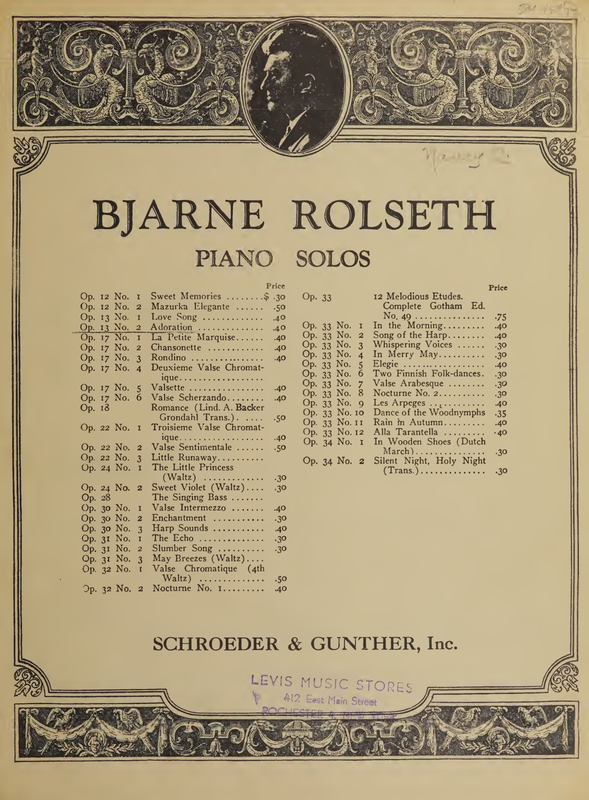 Nancy
BJARNE ROLSETH
PIANO SOLOS
Price
Op. 12 No. 1 Sweet Memories ........$ .30
Op. 12 No. 2 Mazurka Elegante ...... .50
Op. 13 No. 1 Love Song ............. .40
Op. 13 No. 2 Adoration ............. .40
Op. 17 No. 1 La Petite Marquise...... .40
Op. 17 No. 2 Chansonette ............ .40
Op. 17 No. 3 Rondino ............... .40
Op. 17 No. 4 Deuxieme Valse Chromat-
ique.................
Op. 17 No. 5 Valsette ............... .40
Op. 17 No. 6 Valse Scherzando........ .40
Op. 18 Romance (Lind. A. Backer
Grondahl Trans.)...... .50
Op. 22 No. 1 Troisieme Valse Chromat-
ique................. .40
Op. 22 No. 2 Valse Sentimentale ...... .50
Op. 22 No. 3 Little Runaway...........
Op. 24 No. 1 The Little Princess
(Waltz) ............. .30
Op. 24 No. 2 Sweet Violet (Waltz).... .30
Op. 28 The Singing Bass .......
Op. 30 No. 1 Valse Intermezzo ....... .40
Op. 30 No. 2 Enchantment ........... .30
Op. 30 No. 3 Harp Sounds ........... .40
Op. 31 No. 1 The Echo .............. .30
Op. 31 No. 2 Slumber Song .......... .30
Op. 31 No. 3 May Breezes (Waltz)....
Op. 32 No. 1 Valse Chromatique (4th
Waltz) .............. .50
Op. 32 No. 2 Nocturne No. 1......... .40
Price
Op. 33 12 Melodious Etudes.
Complete Gotham Ed.
No. 49 ............... .75
Op. 33 No. 1 In the Morning......... .40
Op. 33 No. 2 Song of the Harp........ .40
Op. 33 No. 3 Whispering Voices ...... .30
Op. 33 No. 4 In Merry May.......... .30
Op. 33 No. 5 Elegie ................. .40
Op. 33 No. 6 Two Finnish Folk-dances. .30
Op. 33 No. 7 Valse Arabesque ........ .30
Op. 33 No. 8 Nocturne No. 2.......... .30
Op. 33 No. 9 Les Arpeges ........... .40
Op. 33 No. 10 Dance of the Woodnymphs .35
Op. 33 No. 11 Rain in Autumn......... .40
Op. 33 No. 12 Alla Tarantella ........ .40
Op. 34 No. 1 In Wooden Shoes (Dutch
March)............... .30
Op. 34 No. 2 Silent Night, Holy Night
(Trans.).............. .30
SCHROEDER & GUNTHER, Inc.
LEVIS MUSIC STORES
412 East Main Street
ROCHESTER